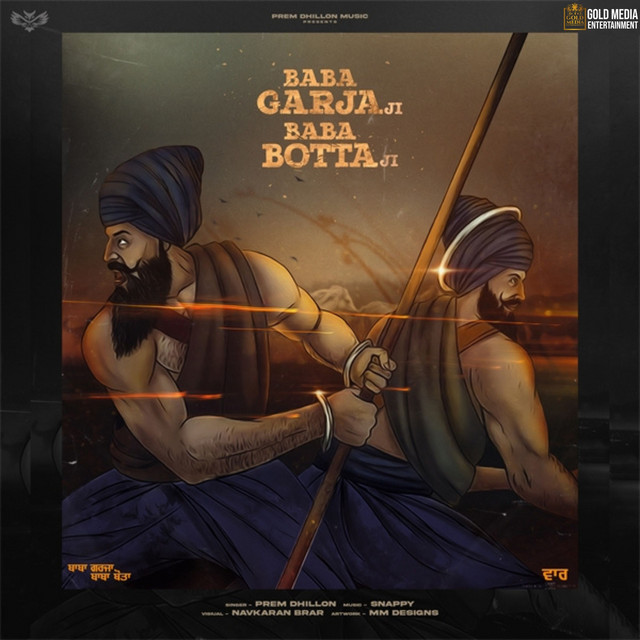 PREM DHILLON MUSIC
PRESENTS
GOLD MEDIA
ENTERTAINMENT
BABA
GARJA JI
BABA
BOTTA JI
ਬਾਬਾ ਗਰਜਾ
ਬਾਬਾ ਬੋਤਾ
ਵਾਰ
SINGER - PREM DHILLON MUSIC - SNAPPY
VISUAL - NAVKARAN BRAR ARTWORK - MM DESIGNS